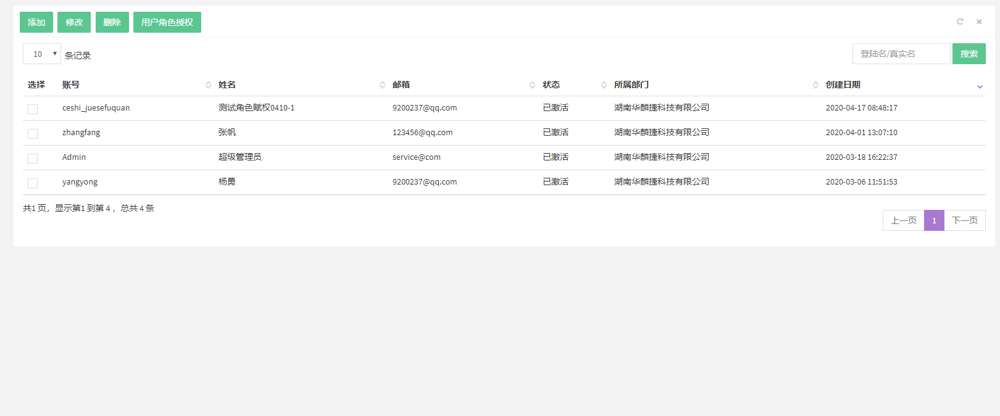 添加 修改 删除 用户角色授权
10 条记录 登陆名/真实名 搜索
选择 账号 姓名 邮箱 状态 所属部门 创建日期
ceshi_juesefuquan 测试角色赋权0410-1 9200237@qq.com 已激活 湖南华麟捷科技有限公司 2020-04-17 08:48:17
zhangfang 张帆 123456@qq.com 已激活 湖南华麟捷科技有限公司 2020-04-01 13:07:10
Admin 超级管理员 service@com 已激活 湖南华麟捷科技有限公司 2020-03-18 16:22:37
yangyong 杨勇 9200237@qq.com 已激活 湖南华麟捷科技有限公司 2020-03-06 11:51:53
共1 页，显示第1 到第 4 ，总共 4 条
上一页 1 下一页